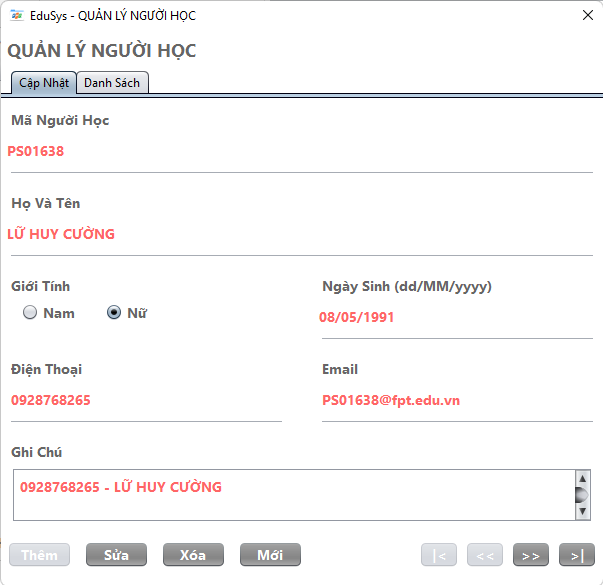 EduSys - QUẢN LÝ NGƯỜI HỌC
QUẢN LÝ NGƯỜI HỌC
Cập Nhật Danh Sách
Mã Người Học
PS01638
Họ Và Tên
LỮ HUY CƯỜNG
Giới Tính Ngày Sinh (dd/MM/yyyy)
Nam Nữ
08/05/1991
Điện Thoại Email
0928768265 PS01638@fpt.edu.vn
Ghi Chú
0928768265 - LỮ HUY CƯỜNG
Thêm Sửa Xóa Mới |< << >> >|